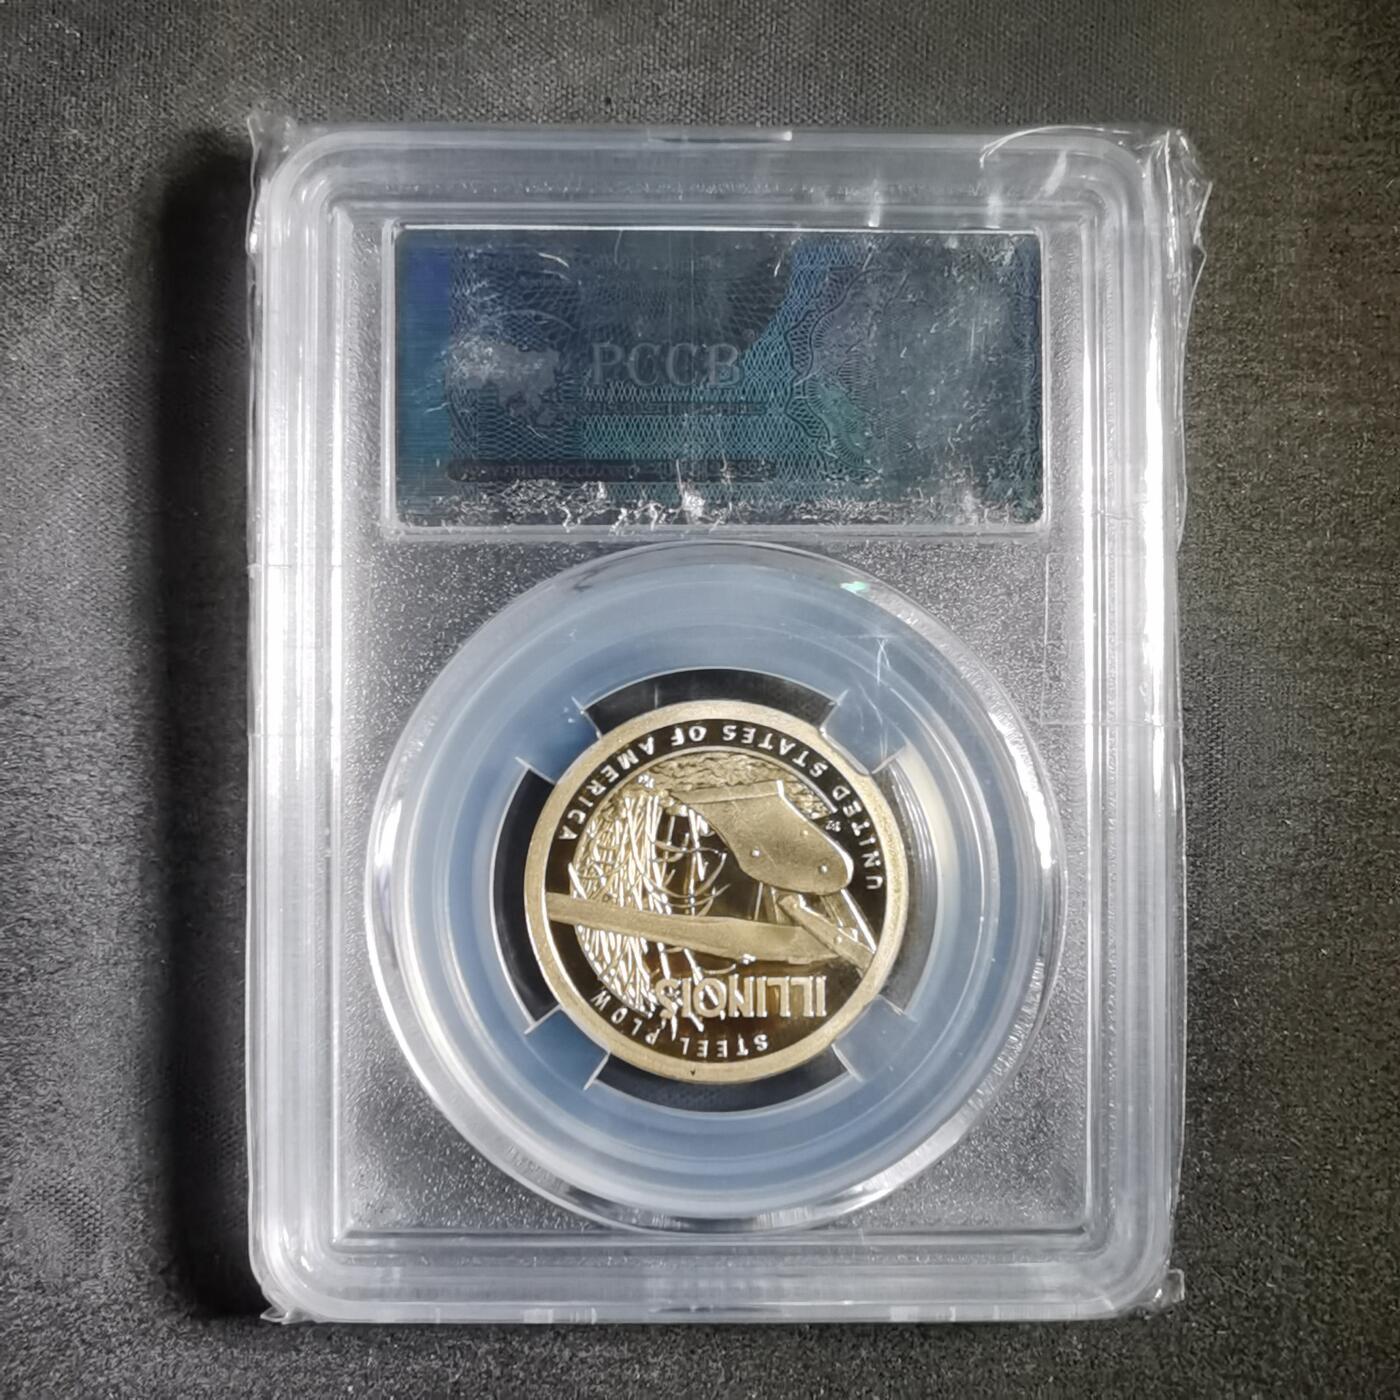 PCCB
UNITED STATES OF AMERICA
ILLINOIS
STEEL PLOW